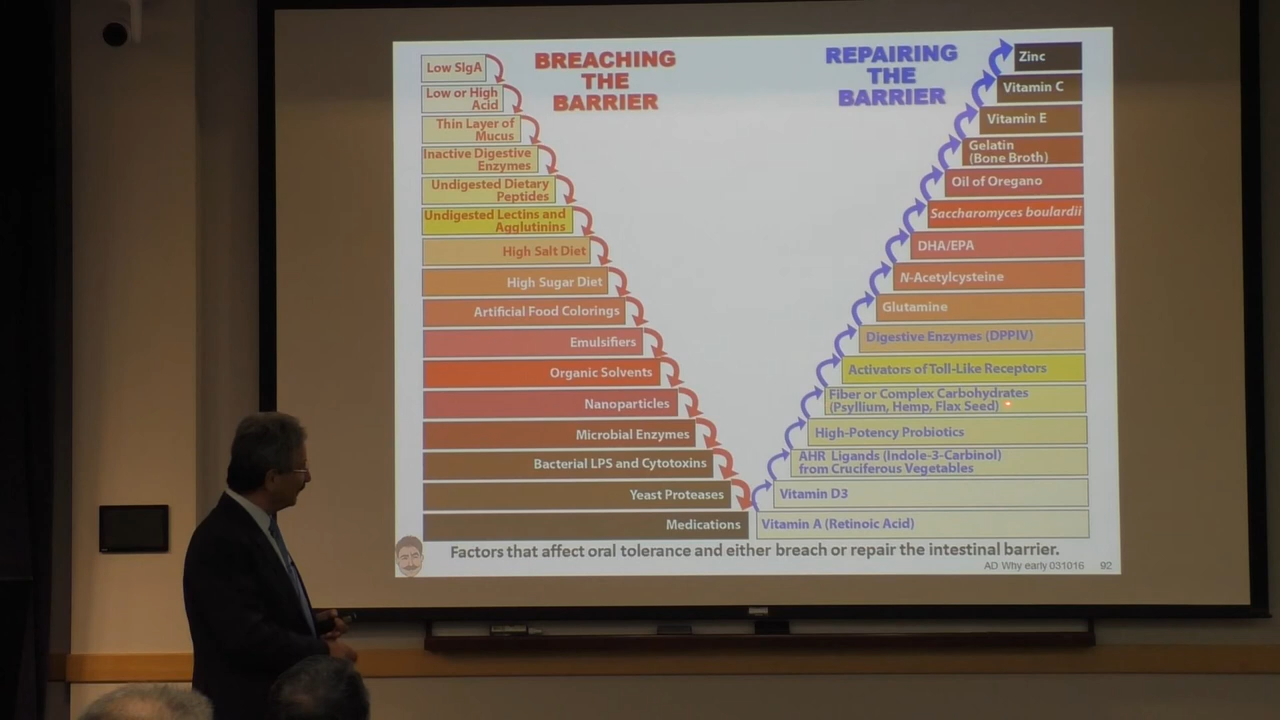 BREACHING
THE
BARRIER
Low SIgA
Low or High
Acid
Thin Layer of
Mucus
Inactive Digestive
Enzymes
Undigested Dietary
Peptides
Undigested Lectins and
Agglutinins
High Salt Diet
High Sugar Diet
Artificial Food Colorings
Emulsifiers
Organic Solvents
Nanoparticles
Microbial Enzymes
Bacterial LPS and Cytotoxins
Yeast Proteases
Medications
REPAIRING
THE
BARRIER
Zinc
Vitamin C
Vitamin E
Gelatin
(Bone Broth)
Oil of Oregano
Saccharomyces boulardii
DHA/EPA
N-Acetylcysteine
Glutamine
Digestive Enzymes (DPPIV)
Activators of Toll-Like Receptors
Fiber or Complex Carbohydrates
(Psyllium, Hemp, Flax Seed)
High-Potency Probiotics
AHR Ligands (Indole-3-Carbinol)
from Cruciferous Vegetables
Vitamin D3
Vitamin A (Retinoic Acid)
Factors that affect oral tolerance and either breach or repair the intestinal barrier.
AD Why early 031016 92